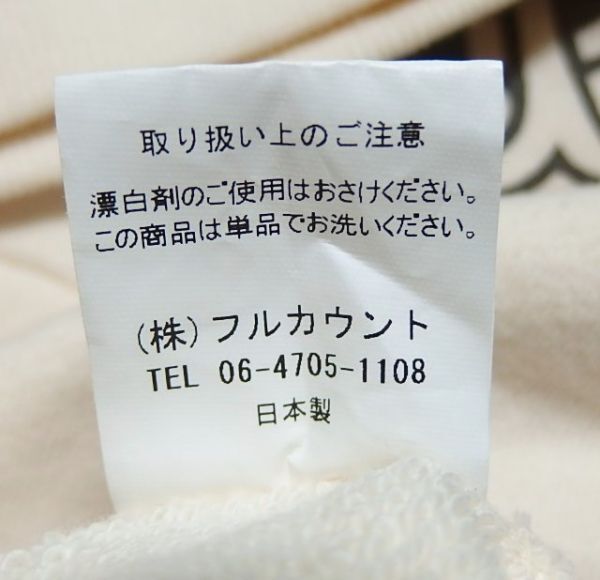 取り扱い上のご注意
漂白剤のご使用はおさけください。
この商品は単品でお洗いください。
(株)フルカウント
TEL 06-4705-1108
日本製